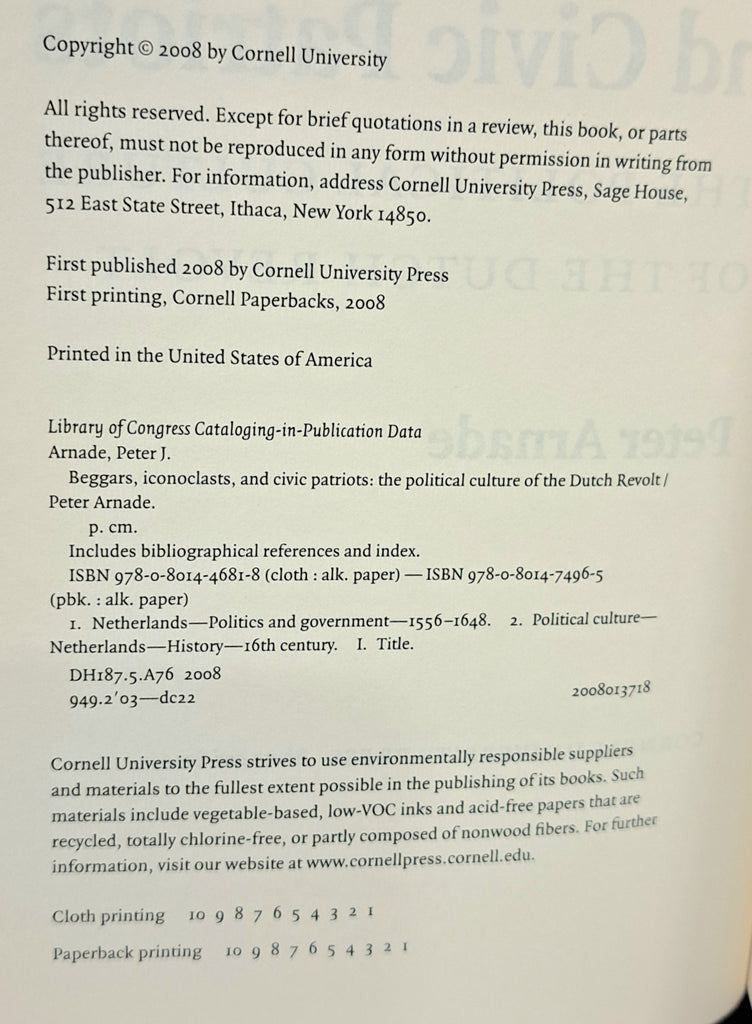 Copyright © 2008 by Cornell University
All rights reserved. Except for brief quotations in a review, this book, or parts
thereof, must not be reproduced in any form without permission in writing from
the publisher. For information, address Cornell University Press, Sage House,
512 East State Street, Ithaca, New York 14850.
First published 2008 by Cornell University Press
First printing, Cornell Paperbacks, 2008
Printed in the United States of America
Library of Congress Cataloging-in-Publication Data
Arnade, Peter J.
Beggars, iconoclasts, and civic patriots: the political culture of the Dutch Revolt /
Peter Arnade.
p. cm.
Includes bibliographical references and index.
ISBN 978-0-8014-4681-8 (cloth : alk. paper) — ISBN 978-0-8014-7496-5
(pbk. : alk. paper)
1. Netherlands—Politics and government—1556–1648. 2. Political culture—
Netherlands—History—16th century. I. Title.
DH187.5.A76 2008
949.2′03—dc22 2008013718
Cornell University Press strives to use environmentally responsible suppliers
and materials to the fullest extent possible in the publishing of its books. Such
materials include vegetable-based, low-VOC inks and acid-free papers that are
recycled, totally chlorine-free, or partly composed of nonwood fibers. For further
information, visit our website at www.cornellpress.cornell.edu.
Cloth printing 10 9 8 7 6 5 4 3 2 1
Paperback printing 10 9 8 7 6 5 4 3 2 1